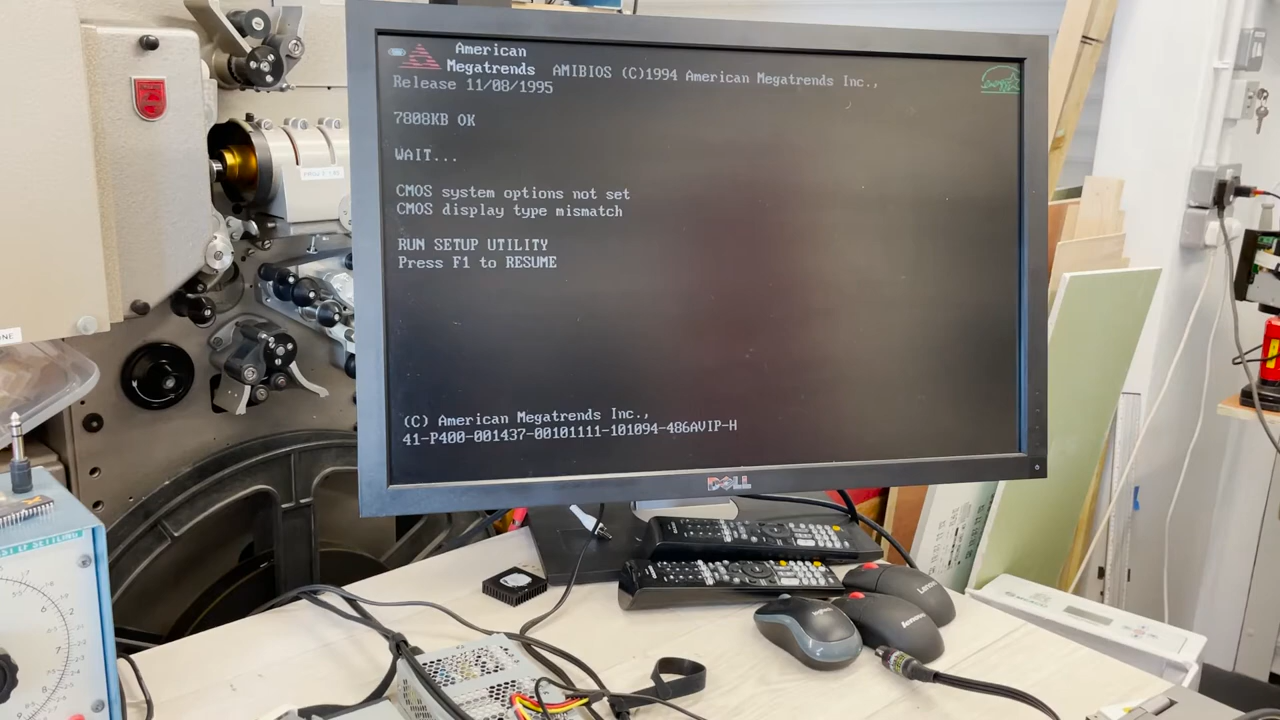 American
Megatrends
AMIBIOS (C)1994 American Megatrends Inc.,
Release 11/08/1995
7808KB OK
WAIT...
CMOS system options not set
CMOS display type mismatch
RUN SETUP UTILITY
Press F1 to RESUME
(C) American Megatrends Inc.,
41-P400-001437-00101111-101094-486AVIP-H
DELL
Lenovo
Lenovo